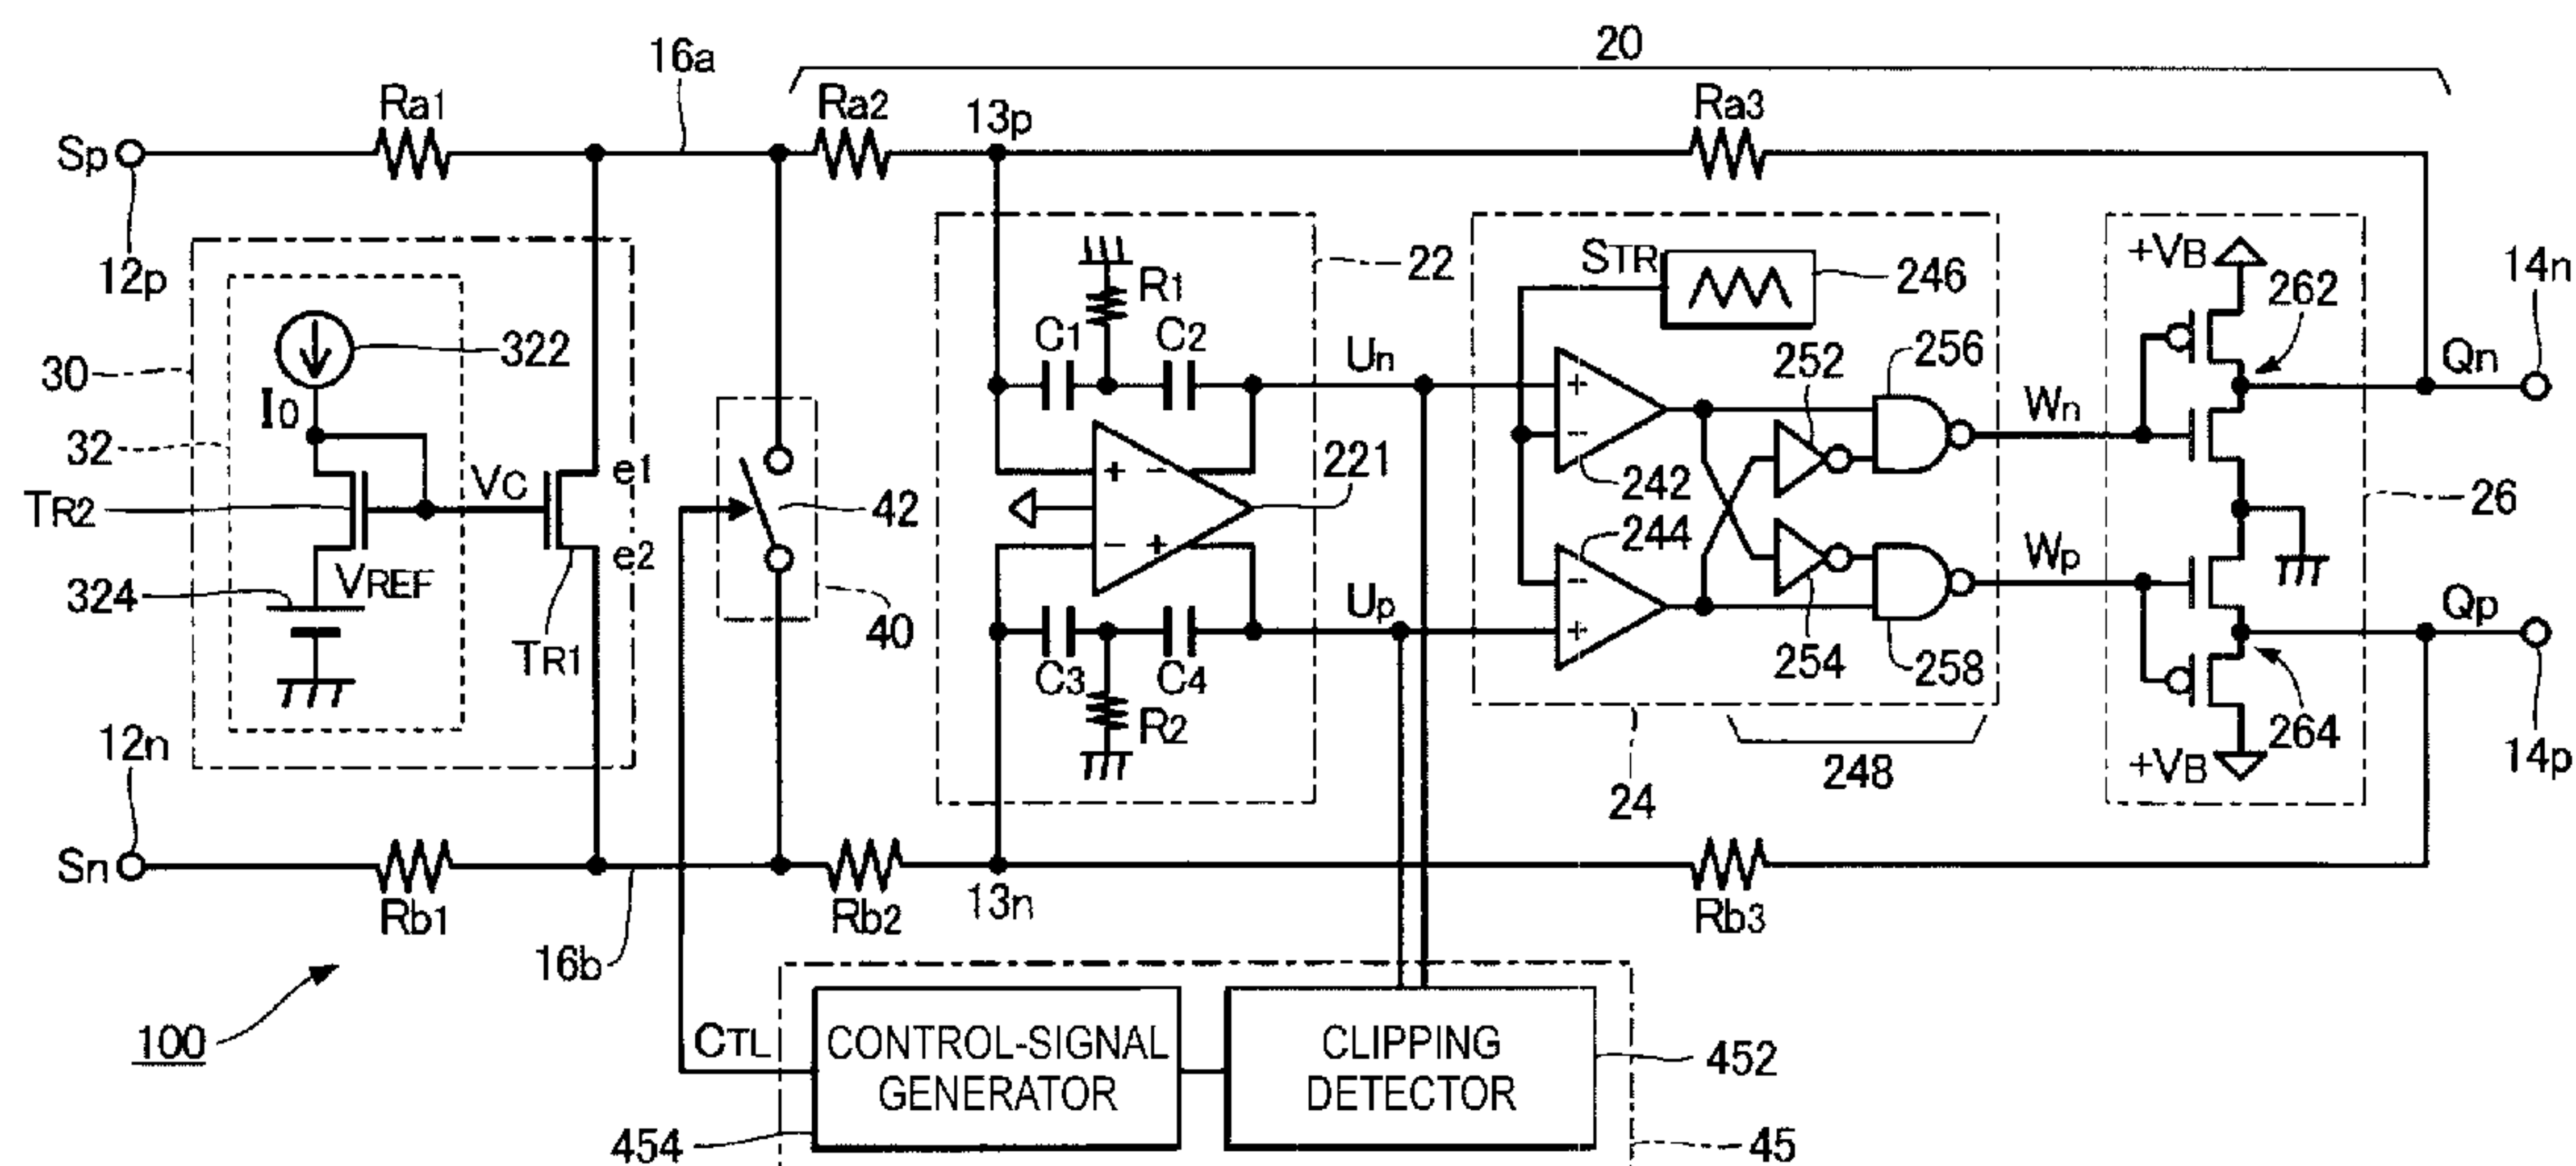 20
16a
Ra1
Ra2
13p
Ra3
Sp
12p
22
STR
246
+VB
262
14n
R1
C1
C2
Un
252
256
Qn
322
30
I0
Wn
32
VC
e1
221
242
TR2
42
26
VREF
e2
244
Wp
324
Up
Qp
TR1
40
C3
C4
254
258
R2
264
12n
+VB
14p
24
248
Sn
Rb1
Rb2
13n
Rb3
16b
100
CTL
CONTROL-SIGNAL
GENERATOR
CLIPPING
DETECTOR
452
454
45